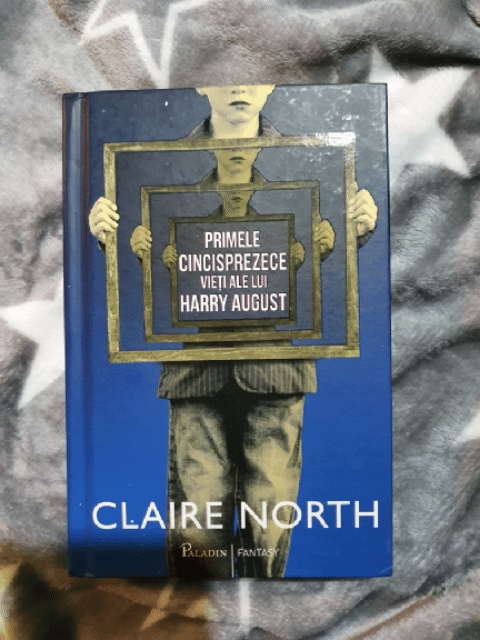 PRIMELE
CINCISPREZECE
VIEȚI ALE LUI
HARRY AUGUST
CLAIRE NORTH
PALADIN | FANTASY